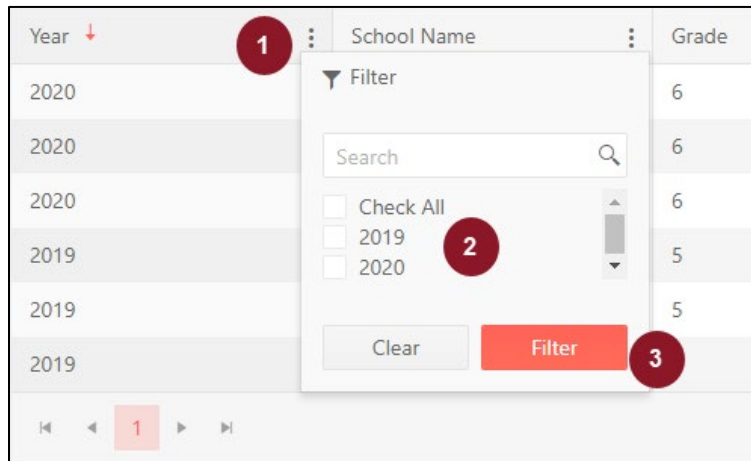 Year 1 School Name Grade
Filter
2020 6
2020 Search 6
2020 Check All 6
2019 2019 2 5
2020
2019 5
2019 Clear Filter 3
1